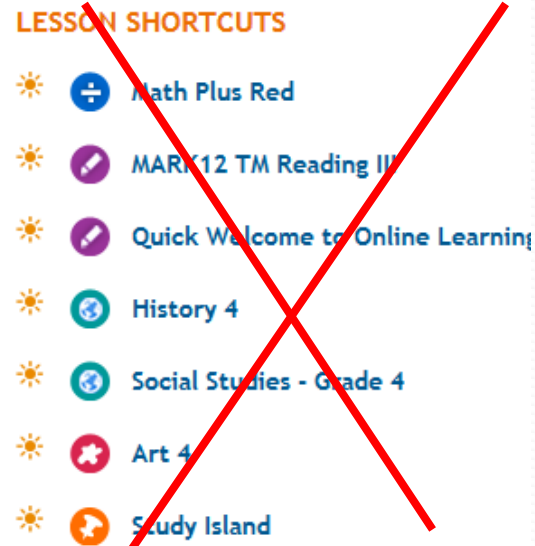 LESSON SHORTCUTS
Math Plus Red
MARK12 TM Reading III
Quick Welcome to Online Learning
History 4
Social Studies - Grade 4
Art 4
Study Island